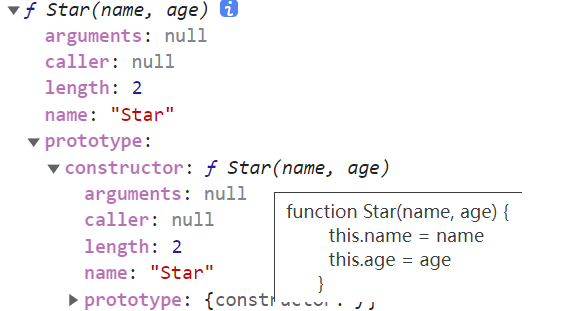 ▼ƒ Star(name, age) i
arguments: null
caller: null
length: 2
name: "Star"
▼prototype:
▼constructor: ƒ Star(name, age)
arguments: null
caller: null
length: 2
name: "Star"
▶prototype: {constructor:
function Star(name, age) {
this.name = name
this.age = age
}